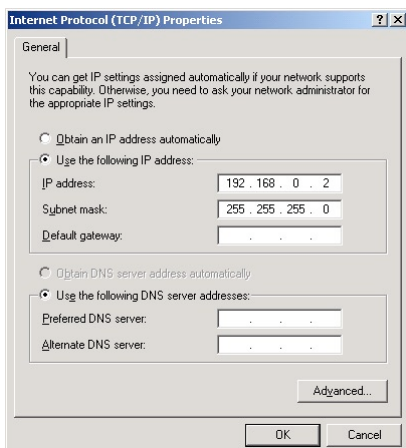 Internet Protocol (TCP/IP) Properties
General
You can get IP settings assigned automatically if your network supports
this capability. Otherwise, you need to ask your network administrator for
the appropriate IP settings.
Obtain an IP address automatically
Use the following IP address:
IP address: 192 . 168 . 0 . 2
Subnet mask: 255 . 255 . 255 . 0
Default gateway: . . .
Obtain DNS server address automatically
Use the following DNS server addresses:
Preferred DNS server: . . .
Alternate DNS server: . . .
Advanced...
OK Cancel